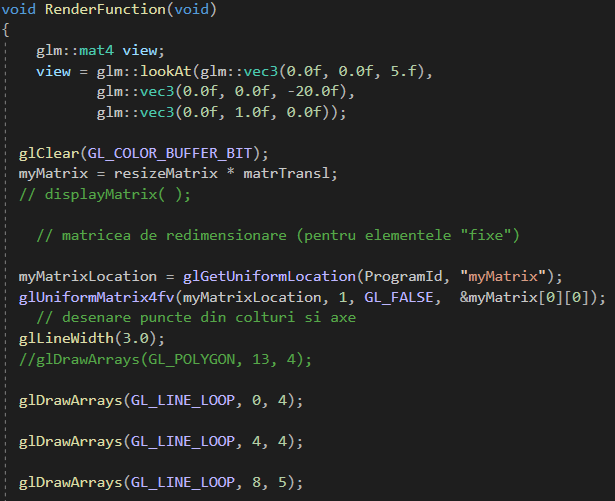 void RenderFunction(void)
{
glm::mat4 view;
view = glm::lookAt(glm::vec3(0.0f, 0.0f, 5.f),
glm::vec3(0.0f, 0.0f, -20.0f),
glm::vec3(0.0f, 1.0f, 0.0f));
glClear(GL_COLOR_BUFFER_BIT);
myMatrix = resizeMatrix * matrTransl;
// displayMatrix( );
// matricea de redimensionare (pentru elementele "fixe")
myMatrixLocation = glGetUniformLocation(ProgramId, "myMatrix");
glUniformMatrix4fv(myMatrixLocation, 1, GL_FALSE,  &myMatrix[0][0]);
// desenare puncte din colturi si axe
glLineWidth(3.0);
//glDrawArrays(GL_POLYGON, 13, 4);
glDrawArrays(GL_LINE_LOOP, 0, 4);
glDrawArrays(GL_LINE_LOOP, 4, 4);
glDrawArrays(GL_LINE_LOOP, 8, 5);